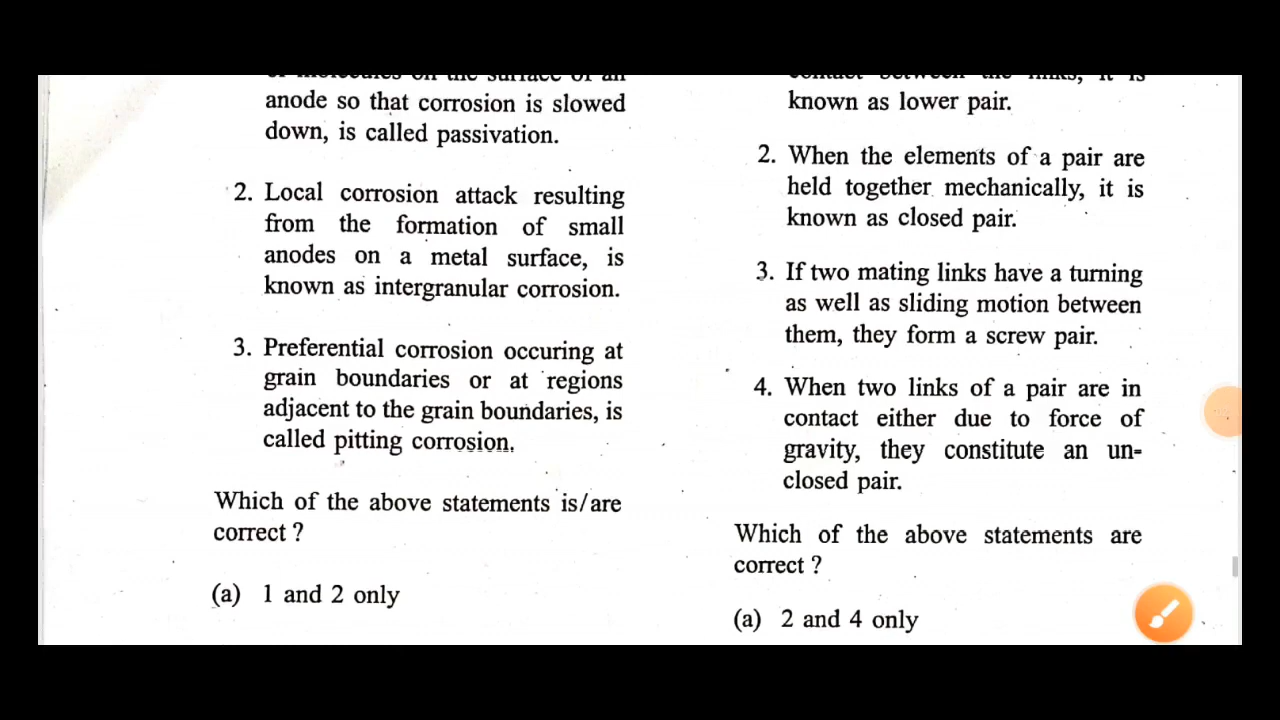 anode so that corrosion is slowed
down, is called passivation.
2. Local corrosion attack resulting
from the formation of small
anodes on a metal surface, is
known as intergranular corrosion.
3. Preferential corrosion occuring at
grain boundaries or at regions
adjacent to the grain boundaries, is
called pitting corrosion.
Which of the above statements is/are
correct ?
(a) 1 and 2 only
known as lower pair.
2. When the elements of a pair are
held together mechanically, it is
known as closed pair.
3. If two mating links have a turning
as well as sliding motion between
them, they form a screw pair.
4. When two links of a pair are in
contact either due to force of
gravity, they constitute an un-
closed pair.
Which of the above statements are
correct ?
(a) 2 and 4 only